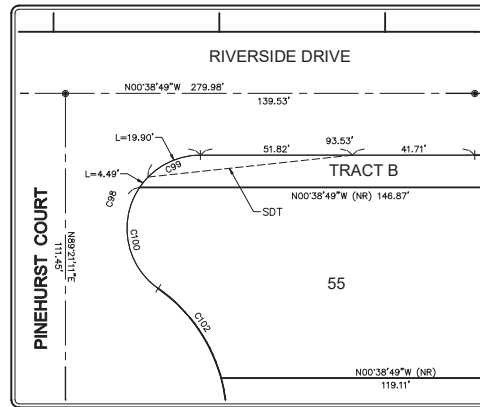 RIVERSIDE DRIVE
N00°38'49"W 279.98'
139.53'
L=19.90'
51.82'
93.53'
41.71'
C99
TRACT B
L=4.49'
N00°38'49"W (NR) 146.87'
C98
SDT
PINEHURST COURT
N89°21'11"E
111.45'
C100
55
C102
N00°38'49"W (NR)
119.11'